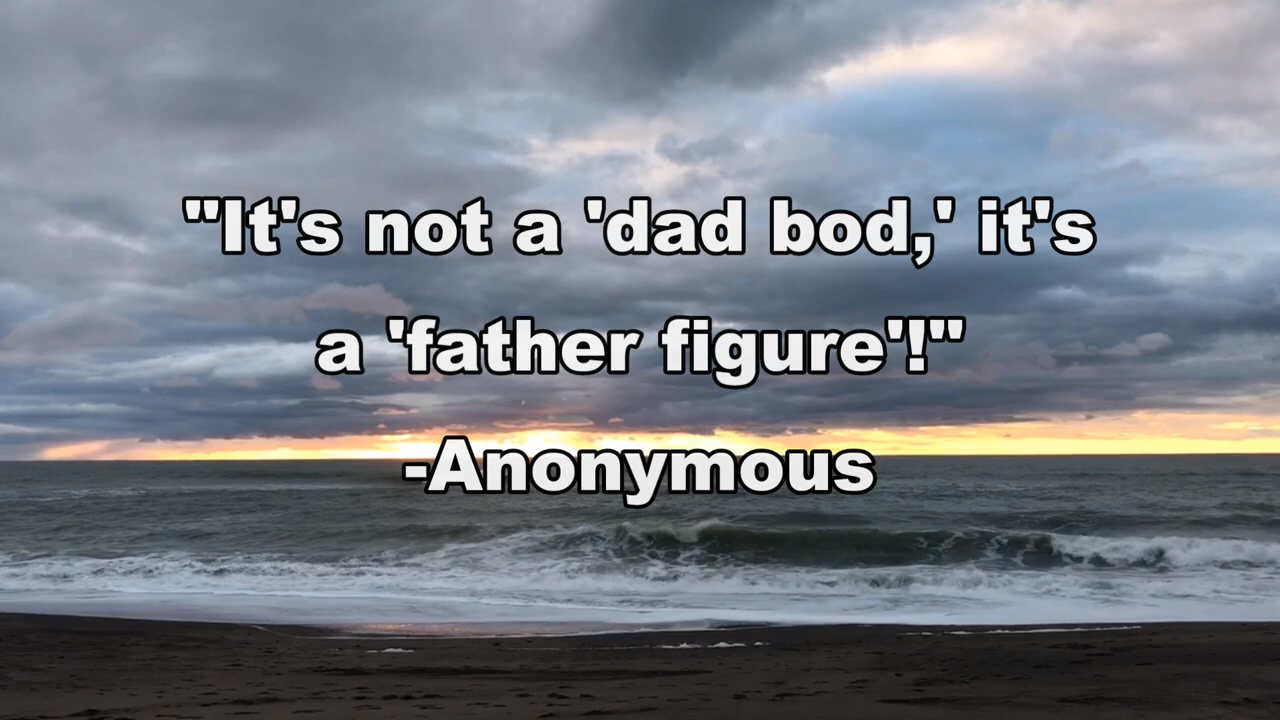 "It's not a 'dad bod,' it's
a 'father figure'!"
-Anonymous